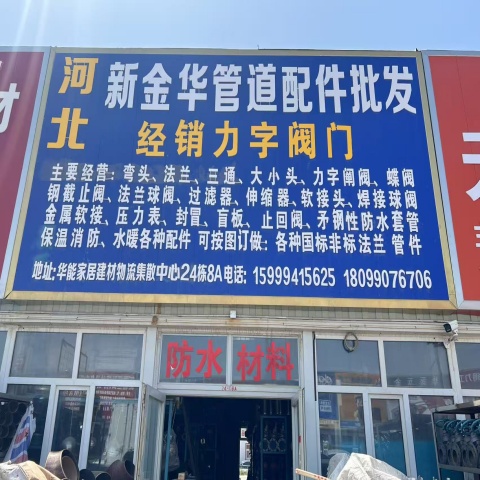 河北 新金华管道配件批发
经销力字阀门
主要经营：弯头、法兰、三通、大小头、力字闸阀、蝶阀
钢截止阀、法兰球阀、过滤器、伸缩器、软接头、焊接球阀
金属软接、压力表、封冒、盲板、止回阀、矛钢性防水套管
保温消防、水暖各种配件 可按图订做：各种国标非标法兰 管件
地址：华能家居建材物流集散中心24栋8A电话：15999415625 18099076706
材
防水 材料